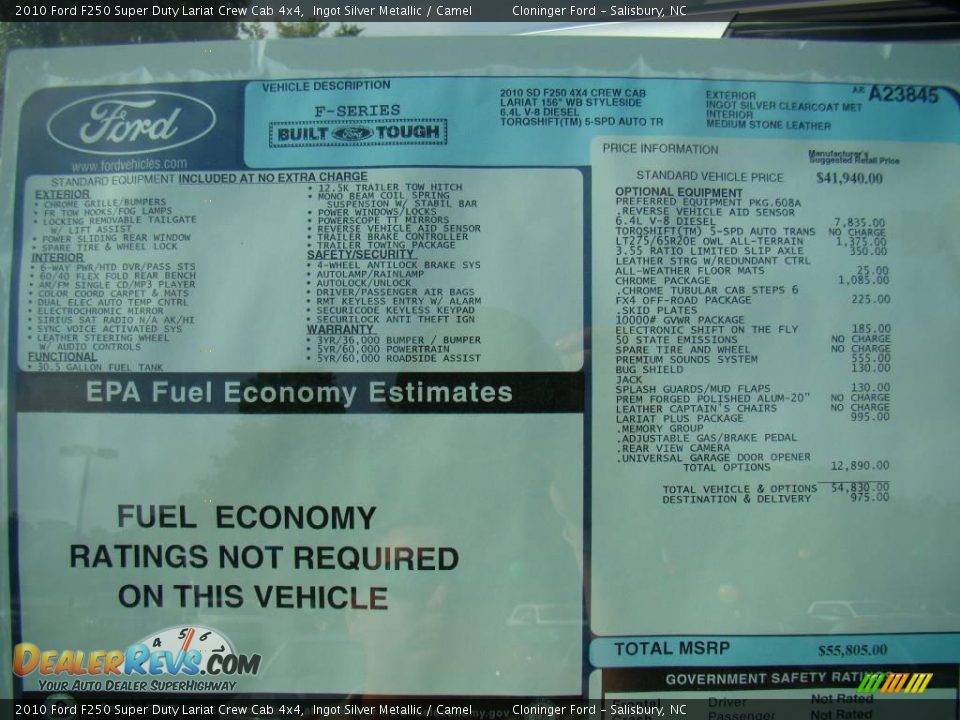 2010 Ford F250 Super Duty Lariat Crew Cab 4x4, Ingot Silver Metallic / Camel Cloninger Ford - Salisbury, NC
Ford
www.fordvehicles.com
VEHICLE DESCRIPTION
F-SERIES
BUILT Ford TOUGH
2010 SD F250 4X4 CREW CAB
LARIAT 156" WB STYLESIDE
6.4L V-8 DIESEL
TORQSHIFT(TM) 5-SPD AUTO TR
EXTERIOR
INGOT SILVER CLEARCOAT MET
INTERIOR
MEDIUM STONE LEATHER
AE A23845
STANDARD EQUIPMENT INCLUDED AT NO EXTRA CHARGE
EXTERIOR
• CHROME GRILLE/BUMPERS
• FR TOW HOOKS/FOG LAMPS
• LOCKING REMOVABLE TAILGATE
W/ LIFT ASSIST
• POWER SLIDING REAR WINDOW
• SPARE TIRE & WHEEL LOCK
INTERIOR
• 6-WAY PWR/HTD DVR/PASS STS
• 60/40 FLEX FOLD REAR BENCH
• AM/FM SINGLE CD/MP3 PLAYER
• COLOR COORD CARPET & MATS
• DUAL ELEC AUTO TEMP CNTRL
• ELECTROCHROMIC MIRROR
• SIRIUS SAT RADIO N/A AK/HI
• SYNC VOICE ACTIVATED SYS
• LEATHER STEERING WHEEL
W/ AUDIO CONTROLS
FUNCTIONAL
• 30.5 GALLON FUEL TANK
• 12.5K TRAILER TOW HITCH
• MONO BEAM COIL SPRING
SUSPENSION W/ STABIL BAR
• POWER WINDOWS/LOCKS
• POWERSCOPE TT MIRRORS
• REVERSE VEHICLE AID SENSOR
• TRAILER BRAKE CONTROLLER
• TRAILER TOWING PACKAGE
SAFETY/SECURITY
• 4-WHEEL ANTILOCK BRAKE SYS
• AUTOLAMP/RAINLAMP
• AUTOLOCK/UNLOCK
• DRIVER/PASSENGER AIR BAGS
• RMT KEYLESS ENTRY W/ ALARM
• SECURICODE KEYLESS KEYPAD
• SECURILOCK ANTI THEFT IGN
WARRANTY
• 3YR/36,000 BUMPER / BUMPER
• 5YR/60,000 POWERTRAIN
• 5YR/60,000 ROADSIDE ASSIST
EPA Fuel Economy Estimates
FUEL ECONOMY
RATINGS NOT REQUIRED
ON THIS VEHICLE
PRICE INFORMATION
Manufacturer's
Suggested Retail Price
STANDARD VEHICLE PRICE $41,940.00
OPTIONAL EQUIPMENT
PREFERRED EQUIPMENT PKG.608A
.REVERSE VEHICLE AID SENSOR
6.4L V-8 DIESEL 7,835.00
TORQSHIFT(TM) 5-SPD AUTO TRANS NO CHARGE
LT275/65R20E OWL ALL-TERRAIN 1,375.00
3.55 RATIO LIMITED SLIP AXLE 350.00
LEATHER STRG W/REDUNDANT CTRL
ALL-WEATHER FLOOR MATS 25.00
CHROME PACKAGE 1,085.00
.CHROME TUBULAR CAB STEPS 6
FX4 OFF-ROAD PACKAGE 225.00
.SKID PLATES
10000# GVWR PACKAGE
ELECTRONIC SHIFT ON THE FLY 185.00
50 STATE EMISSIONS NO CHARGE
SPARE TIRE AND WHEEL NO CHARGE
PREMIUM SOUNDS SYSTEM 555.00
BUG SHIELD 130.00
JACK
SPLASH GUARDS/MUD FLAPS 130.00
PREM FORGED POLISHED ALUM-20" NO CHARGE
LEATHER CAPTAIN'S CHAIRS NO CHARGE
LARIAT PLUS PACKAGE 995.00
.MEMORY GROUP
.ADJUSTABLE GAS/BRAKE PEDAL
.REAR VIEW CAMERA
.UNIVERSAL GARAGE DOOR OPENER
TOTAL OPTIONS 12,890.00
TOTAL VEHICLE & OPTIONS 54,830.00
DESTINATION & DELIVERY 975.00
TOTAL MSRP $55,805.00
GOVERNMENT SAFETY
Driver Not Rated
Passenger Not Rated
4 5 6 7
DEALERREVS.COM
YOUR AUTO DEALER SUPERHIGHWAY
2010 Ford F250 Super Duty Lariat Crew Cab 4x4, Ingot Silver Metallic / Camel Cloninger Ford - Salisbury, NC